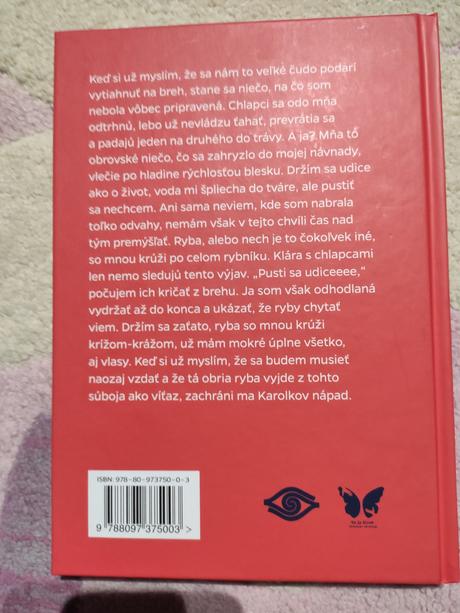 Keď si už myslím, že sa nám to veľké čudo podarí
vytiahnuť na breh, stane sa niečo, na čo som
nebola vôbec pripravená. Chlapci sa odo mňa
odtrhnú, lebo už nevládzu ťahať, prevrátia sa
a padajú jeden na druhého do trávy. A ja? Mňa to
obrovské niečo, čo sa zahryzlo do mojej návnady,
vlečie po hladine rýchlosťou blesku. Držím sa udice
ako o život, voda mi špliecha do tváre, ale pustiť
sa nechcem. Ani sama neviem, kde som nabrala
toľko odvahy, nemám však v tejto chvíli čas nad
tým premýšľať. Ryba, alebo nech je to čokoľvek iné,
so mnou krúži po celom rybníku. Klára s chlapcami
len nemo sledujú tento výjav. „Pusti sa udiceeee,“
počujem ich kričať z brehu. Ja som však odhodlaná
vydržať až do konca a ukázať, že ryby chytať
viem. Držím sa zaťato, ryba so mnou krúži
krížom-krážom, už mám mokré úplne všetko,
aj vlasy. Keď si už myslím, že sa budem musieť
naozaj vzdať a že tá obria ryba vyjde z tohto
súboja ako víťaz, zachráni ma Karolkov nápad.
ISBN: 978-80-973750-0-3
9 788097 375003 >